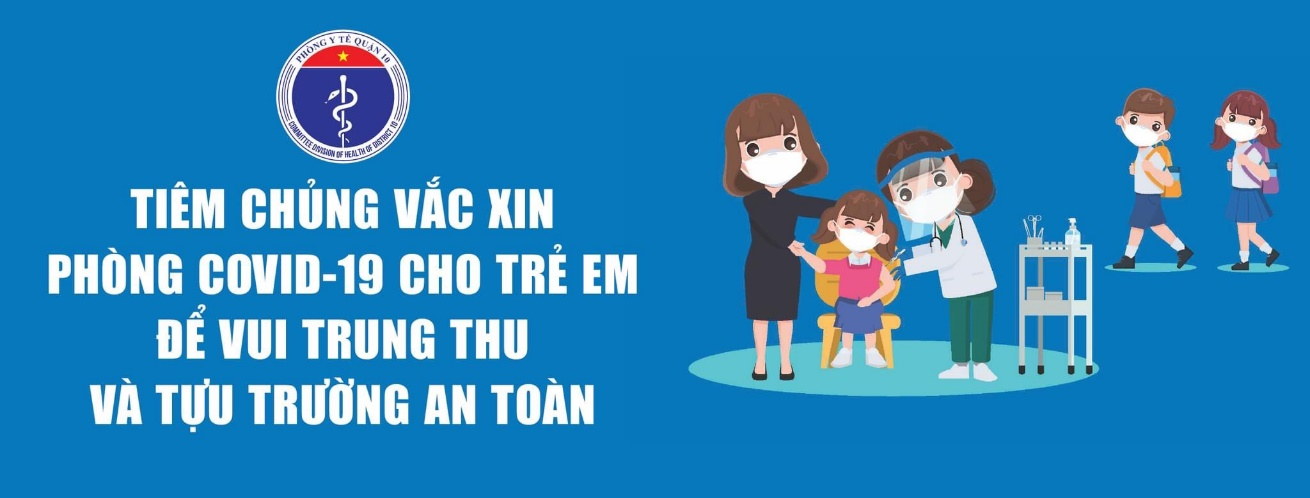 PHÒNG Y TẾ QUẬN 10
COMMITTEE DIVISION OF HEALTH OF DISTRICT 10
TIÊM CHỦNG VẮC XIN
PHÒNG COVID-19 CHO TRẺ EM
ĐỂ VUI TRUNG THU
VÀ TỰU TRƯỜNG AN TOÀN